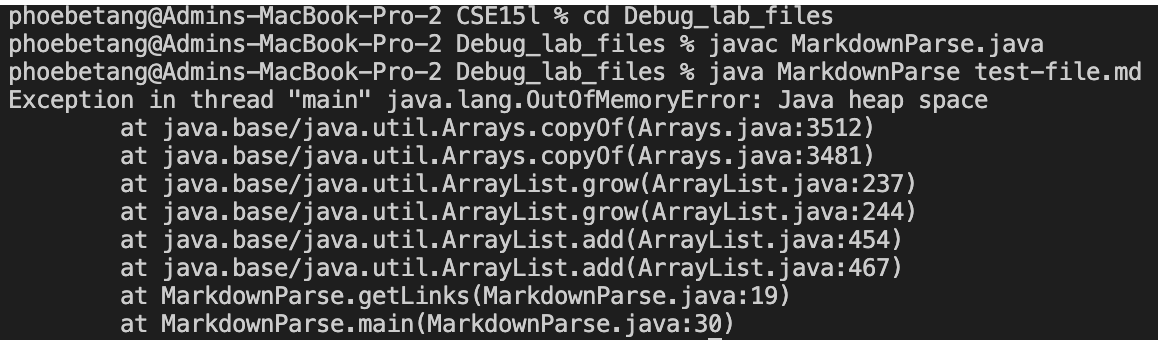 phoebetang@Admins-MacBook-Pro-2 CSE15l % cd Debug_lab_files
phoebetang@Admins-MacBook-Pro-2 Debug_lab_files % javac MarkdownParse.java
phoebetang@Admins-MacBook-Pro-2 Debug_lab_files % java MarkdownParse test-file.md
Exception in thread "main" java.lang.OutOfMemoryError: Java heap space
        at java.base/java.util.Arrays.copyOf(Arrays.java:3512)
        at java.base/java.util.Arrays.copyOf(Arrays.java:3481)
        at java.base/java.util.ArrayList.grow(ArrayList.java:237)
        at java.base/java.util.ArrayList.grow(ArrayList.java:244)
        at java.base/java.util.ArrayList.add(ArrayList.java:454)
        at java.base/java.util.ArrayList.add(ArrayList.java:467)
        at MarkdownParse.getLinks(MarkdownParse.java:19)
        at MarkdownParse.main(MarkdownParse.java:30)